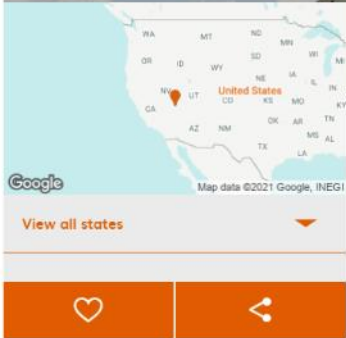 WA MT ND MN
OR ID WY SD WI MI
NV UT CO NE IA IL IN
United States
CA KS MO KY
AZ NM OK AR TN
TX MS AL
LA
Google
Map data ©2021 Google, INEGI
View all states